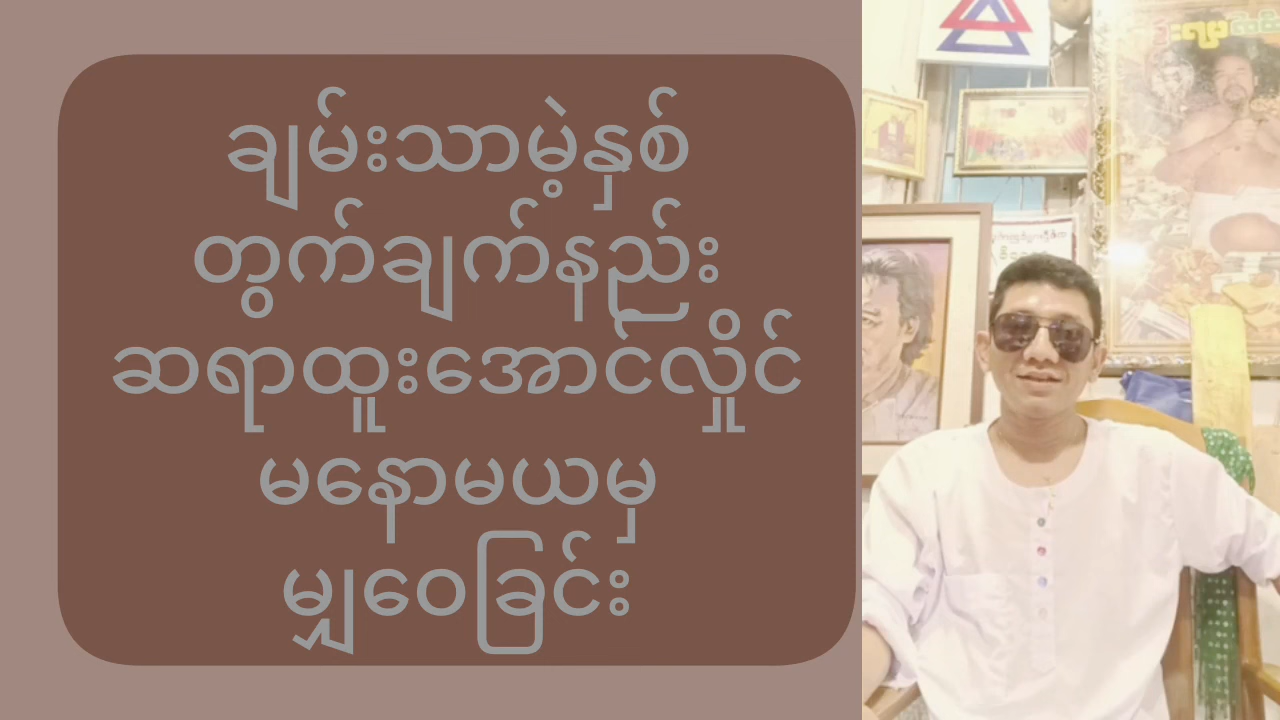 ချမ်းသာမဲ့နှစ်
တွက်ချက်နည်း
ဆရာထူးအောင်လှိုင်
မနောမယမှ
မျှဝေခြင်း